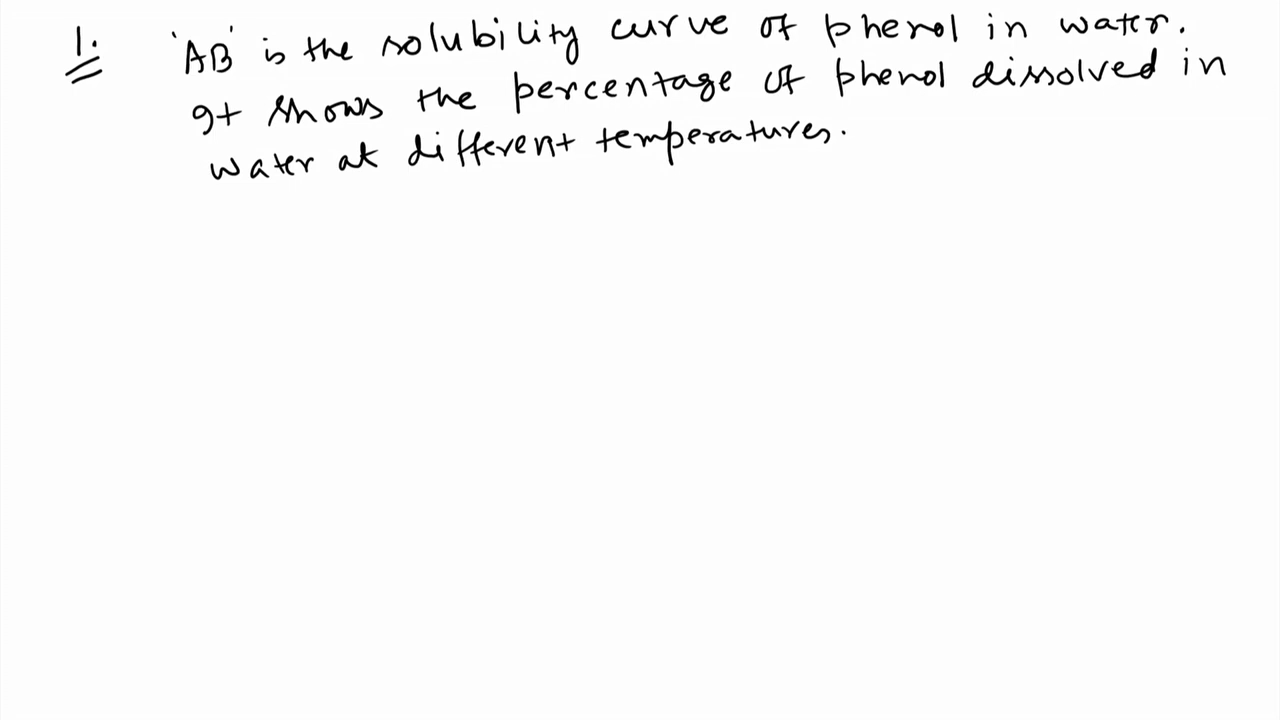 1. 'AB' is the solubility curve of phenol in water.
It shows the percentage of phenol dissolved in
water at different temperatures.